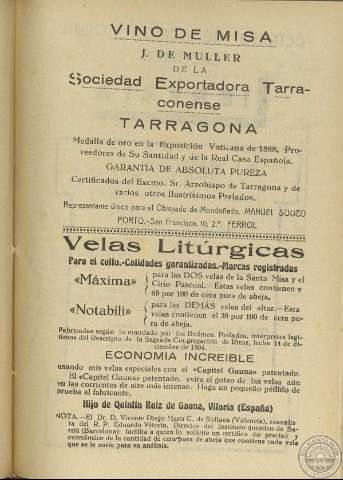 VINO DE MISA
J. DE MULLER
DE LA
Sociedad Exportadora Tarra-
conense
TARRAGONA
Medalla de oro en la Exposición Vaticana de 1888, Pro-
veedores de Su Santidad y de la Real Casa Española.
GARANTÍA DE ABSOLUTA PUREZA
Certificados del Excmo. Sr. Arzobispo de Tarragona y de
varios otros Ilustrísimos Prelados.
Representante único para el Obispado de Mondoñedo, MANUEL SOUZO
PORTO.-San Francisco, 10, 2.º FERROL
Velas Litúrgicas
Para el culto.-Calidades garantizadas.-Marcas registradas
«Máxima» para las DOS velas de la Santa Misa y el
Cirio Pascual.—Estas velas contienen e
60 por 100 de cera pura de abeja.
«Notabili» para las DEMÁS velas del altar.—Esta
velas contienen el 30 por 100 de cera pu-
ra de abeja.
Fabricadas según lo mandado por los Rvdmos. Prelados, intérpretes legí-
timos del Rescripto de la Sagrada Congregación de Ritos, fecha 14 de di-
ciembre de 1904.
ECONOMIA INCREIBLE
usando mis velas especiales con el «Capitel Gauna» patentado.
El «Capitel Gauna» patentado, evita el goteo de las velas aún
en las corrientes de aire más intenso. Haga un pequeño pedido de
prueba al fabricante.
Hijo de Quintín Ruiz de Gauna, Vitoria (España)
NOTA.—El Dr. D. Vicente Diego Martí C. de Sollana (Valencia), exanalis
ta del R. P. Eduardo Vitoria, Director del Instituto químico de Sa-
rriá (Barcelona): facilita a quien lo solicite un certifico no preciso y
económico de la cantidad de cera pura de abeja que contiene cada vela
que se le envíe para su análisis.